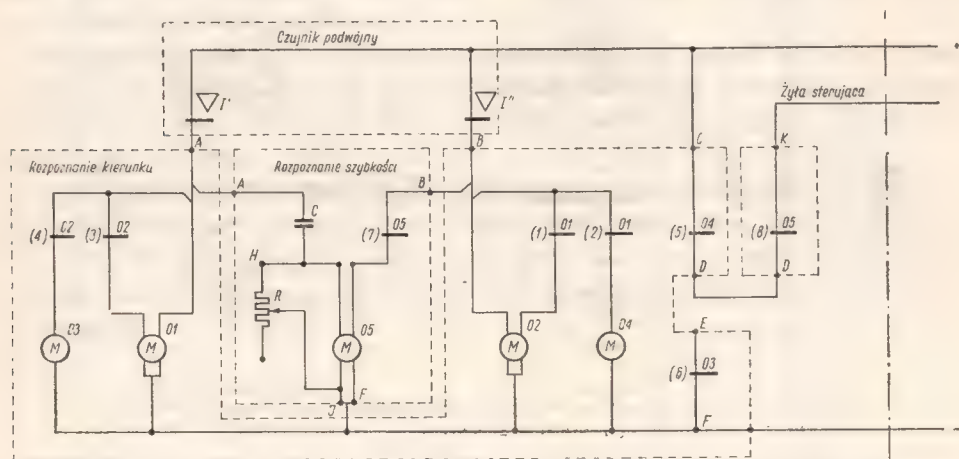 Czujnik podwójny
I' I"
Żyła sterująca
A B C K
Rozpoznanie kierunku Rozpoznanie szybkości
A B
C
(4) 02 (3) 02 (7) 05 (1) 01 (2) 01 (5) 04 (8) 05
H
D D
R
E
03 01 05 02 04
M M M M M
(6) 03
J F F